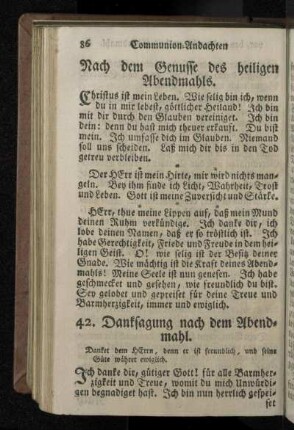 86 Communion-Andachten
Nach dem Genusse des heiligen
Abendmahls.
Christus ist mein Leben. Wie selig bin ich, wenn
du in mir lebest, göttlicher Heiland! Ich bin
mit dir durch den Glauben vereiniget. Ich bin
dein: denn du hast mich theuer erkauft. Du bist
mein. Ich umfasse dich im Glauben. Niemand
soll uns scheiden. Laß mich dir bis in den Tod
getreu verbleiben.
Der HErr ist mein Hirte, mir wird nichts man-
geln. Bey ihm finde ich Licht, Wahrheit, Trost
und Leben. Gott ist meine Zuversicht und Stärke.
HErr, thue meine Lippen auf, daß mein Mund
deinen Ruhm verkündige. Ich danke dir, ich
lobe deinen Namen, daß er so tröstlich ist. Ich
habe Gerechtigkeit, Friede und Freude in dem hei-
ligen Geist. O! wie selig ist der Besitz deiner
Gnade. Wie mächtig ist die Kraft deines Abend-
mahls! Meine Seele ist nun genesen. Ich habe
geschmecket und gesehen, wie freundlich du bist.
Sey gelobet und gepreiset für deine Treue und
Barmherzigkeit, immer und ewiglich.
42. Danksagung nach dem Abend-
mahl.
Danket dem HErrn, denn er ist freundlich, und seine
Güte währet ewiglich.
Ich danke dir, gütiger Gott! für alle Barmher-
zigkeit und Treue, womit du mich Unwürdi-
gen begnadiget hast. Ich bin nun herrlich gespei-
set